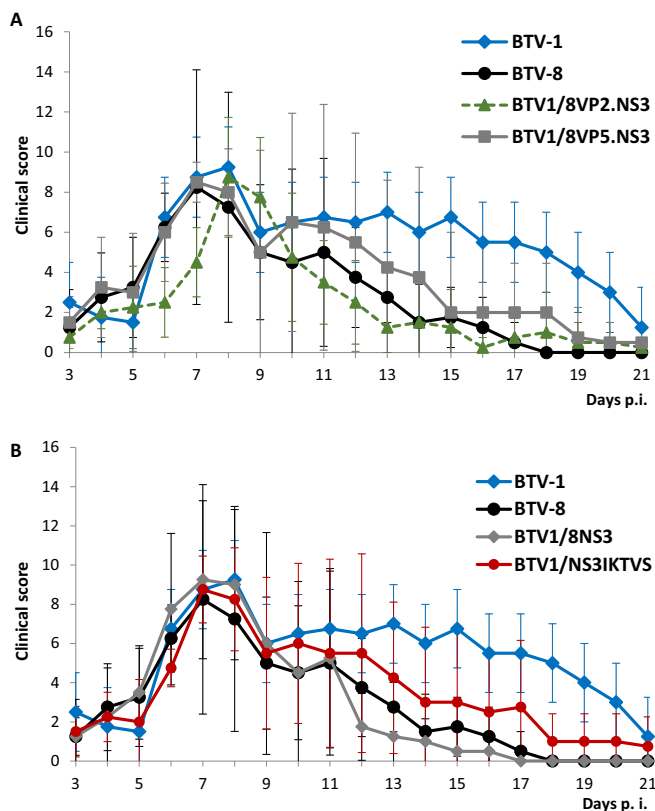 A
16
14
12
10
8
6
4
2
0
Clinical score
BTV-1
BTV-8
BTV1/8VP2.NS3
BTV1/8VP5.NS3
3 5 7 9 11 13 15 17 19 21
Days p.i.
B
16
14
12
10
8
6
4
2
0
Clinical score
BTV-1
BTV-8
BTV1/8NS3
BTV1/NS3IKTVS
3 5 7 9 11 13 15 17 19 21
Days p.i.